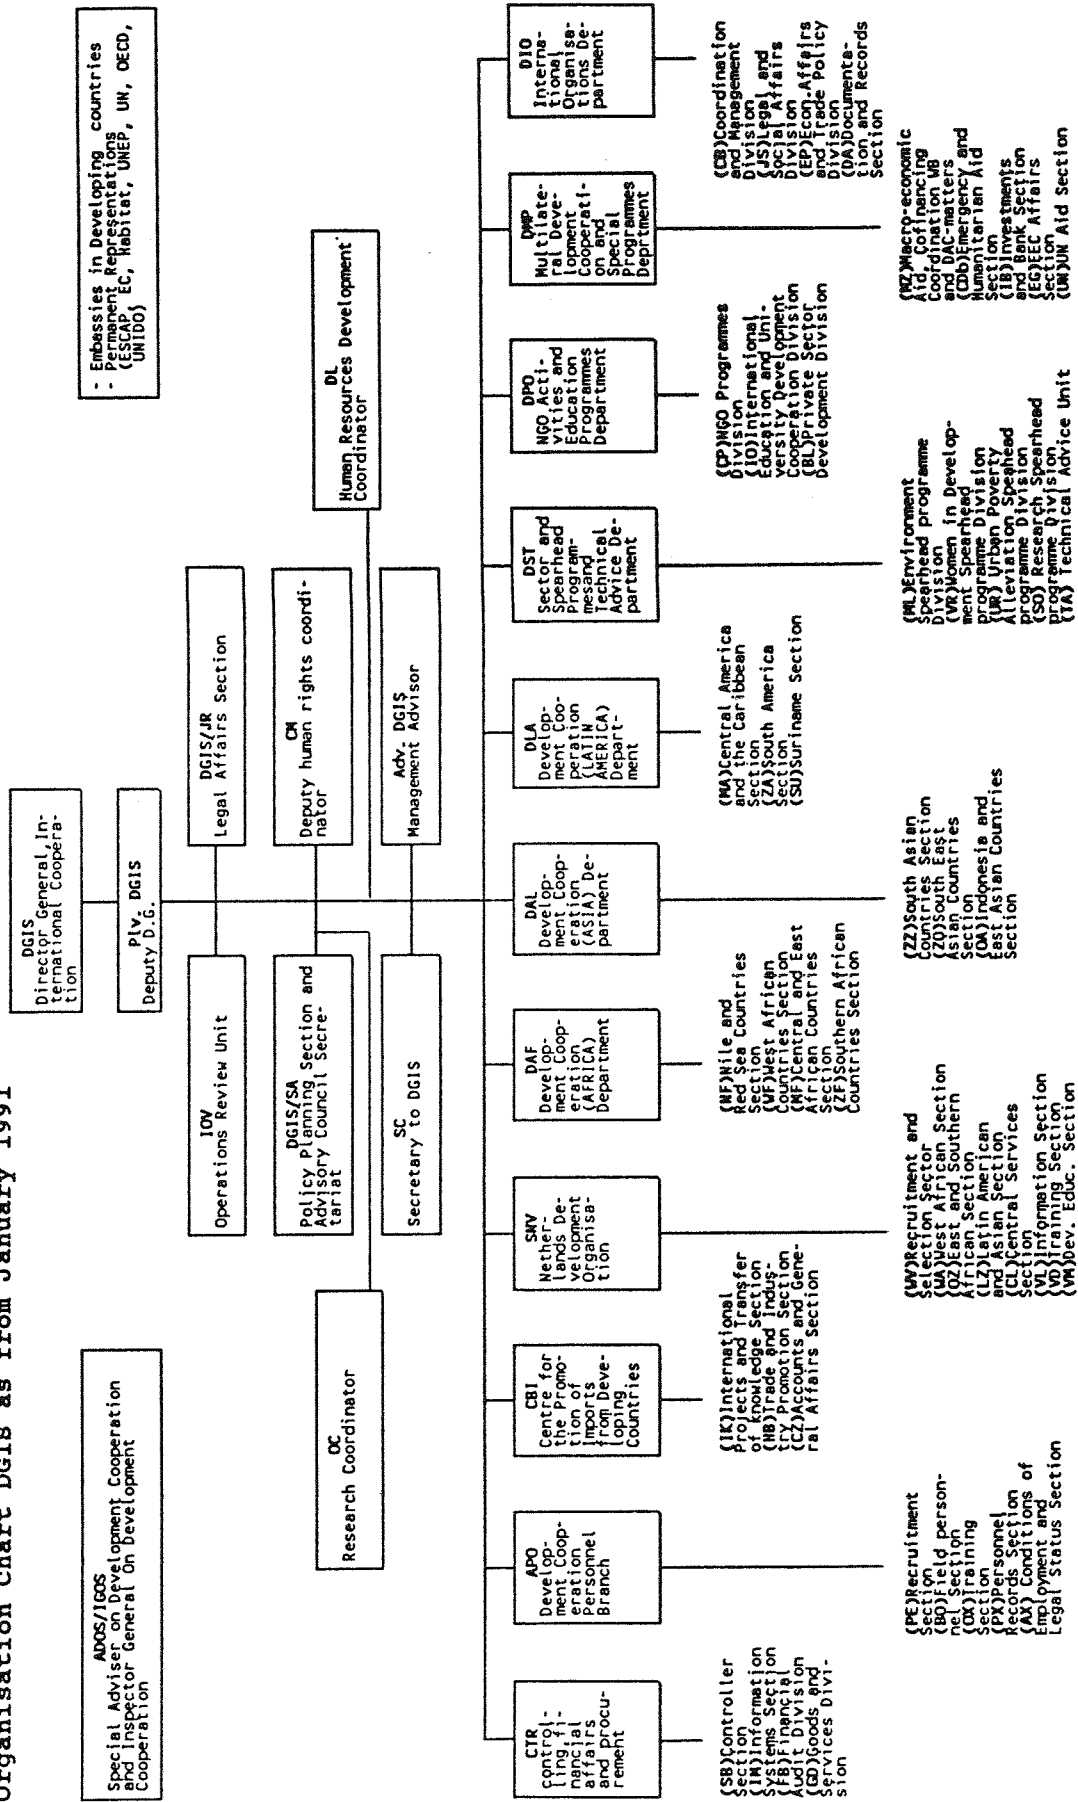 Organisation Chart DGIS as from January 1991
ADOS/IGOS
Special Adviser on Development Cooperation
and Inspector General On Development
Cooperation
DGIS
Director General,In-
ternational Coopera-
tion
- Embassies in Developing countries
- Permanent Representations
(ESCAP, EC, Habitat, UNEP, UN, OECD,
UNIDO)
Plv. DGIS
Deputy D.G.
IOV
Operations Review Unit
DGIS/JR
Legal Affairs Section
DGIS/SA
Policy Planning Section and
Advisory Council Secre-
tariat
CM
Deputy human rights coordi-
nator
OC
Research Coordinator
DL
Human Resources Development
Coordinator
SC
Secretary to DGIS
Adv. DGIS
Management Advisor
CTR
control-
ling,fi-
nancial
affairs
and procu-
rement
APO
Develop-
ment Coop-
eration
Personnel
Branch
CBI
Centre for
the Promo-
tion of
Imports
from Deve-
loping
Countries
SNV
Nether-
lands De-
velopment
Organisa-
tion
DAF
Develop-
ment Coop-
eration
(AFRICA)
Department
DAL
Develop-
ment Coop-
eration
(ASIA) De-
partment
DLA
Develop-
ment Coo-
peration
(LATIN
AMERICA)
Depart-
ment
DST
Sector and
Spearhead
Program-
mesand
Technical
Advice De-
partment
DPO
NGO Acti-
vities and
Education
Programmes
Department
DMP
Multilate-
ral Deve-
lopment
Cooperati-
on and
Special
Programmes
Deprtment
DIO
Interna-
tional
Organisa-
tions De-
partment
(SB)Controller
Section
(IM)Information
Systems Section
(FB)Financial
Audit Division
(GD)Goods and
Services Divi-
sion
(PE)Recruitment
Section
(BO)Field person-
nel Section
(OX)Training
Section
(PX)Personnel
Records Section
(AX) Conditions of
Employment and
Legal Status Section
(IK)International
Projects and Transfer
of knowledge Section
(HB)Trade and Indus-
try Promotion Section
(CZ)Accounts and Gene-
ral Affairs Section
(WV)Recruitment and
Selection Sector
(WA)West African Section
(OZ)East and Southern
African Section
(LZ)Latin American
and Asian Section
(CL)Central Services
Section
(VL)Information Section
(VD)Training Section
(VM)Dev. Educ. Section
(NF)Nile and
Red Sea Countries
Section
(WF)West African
Countries Section
(MF)Central and East
African Countries
Section
(ZF)Southern African
Countries Section
(ZZ)South Asian
Countries Section
(ZO)South East
Asian Countries
Section
(OA)Indonesia and
East Asian Countries
Section
(MA)Central America
and the Caribbean
Section
(ZA)South America
Section
(SU)Suriname Section
(ML)Environment
Spearhead programme
Division
(VR)Women in Develop-
ment Spearhead
programme Division
(UR) Urban Poverty
Alleviation Speahead
programme Division
(SO) Research Spearhead
programme Division
(TA) Technical Advice Unit
(CP)NGO Programmes
Division
(IO)International
Education and Uni-
versity Development
Cooperation Division
(BL)Private Sector
Development Division
(MZ)Macro-economic
Aid, Cofinancing
Coordination WB
and DAC-matters
(CDb)Emergency and
Humanitarian Aid
Section
(IB)Investments
and Bank Section
(EG)EEC Affairs
Section
(UN)UN Aid Section
(CB)Coordination
and Management
Division
(JS)Legal and
Social Affairs
Division
(EP)Econ.Affairs
and Trade Policy
Division
(DA)Documenta-
tion and Records
Section